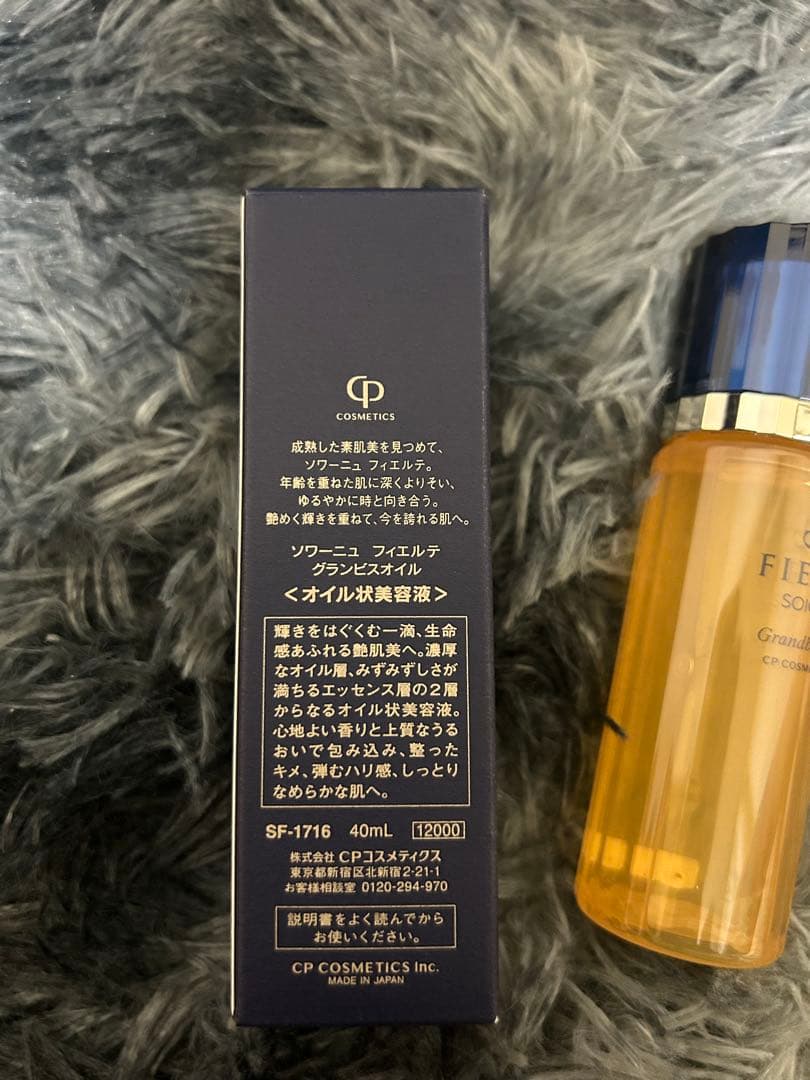 CP
COSMETICS
成熟した素肌美を見つめて、
ソワーニュ フィエルテ。
年齢を重ねた肌に深くよりそい、
ゆるやかに時と向き合う。
艶めく輝きを重ねて、今を誇れる肌へ。
ソワーニュ フィエルテ
グランビスオイル
＜オイル状美容液＞
輝きをはぐくむ一滴、生命
感あふれる艶肌美へ。濃厚
なオイル層、みずみずしさが
満ちるエッセンス層の2層
からなるオイル状美容液。
心地よい香りと上質なうる
おいで包み込み、整った
キメ、弾むハリ感、しっとり
なめらかな肌へ。
SF-1716 40mL 12000
株式会社 CPコスメティクス
東京都新宿区北新宿2-21-1
お客様相談室 0120-294-970
説明書をよく読んでから
お使いください。
CP COSMETICS Inc.
MADE IN JAPAN
FIE
SOI
Grandb
CP COSM